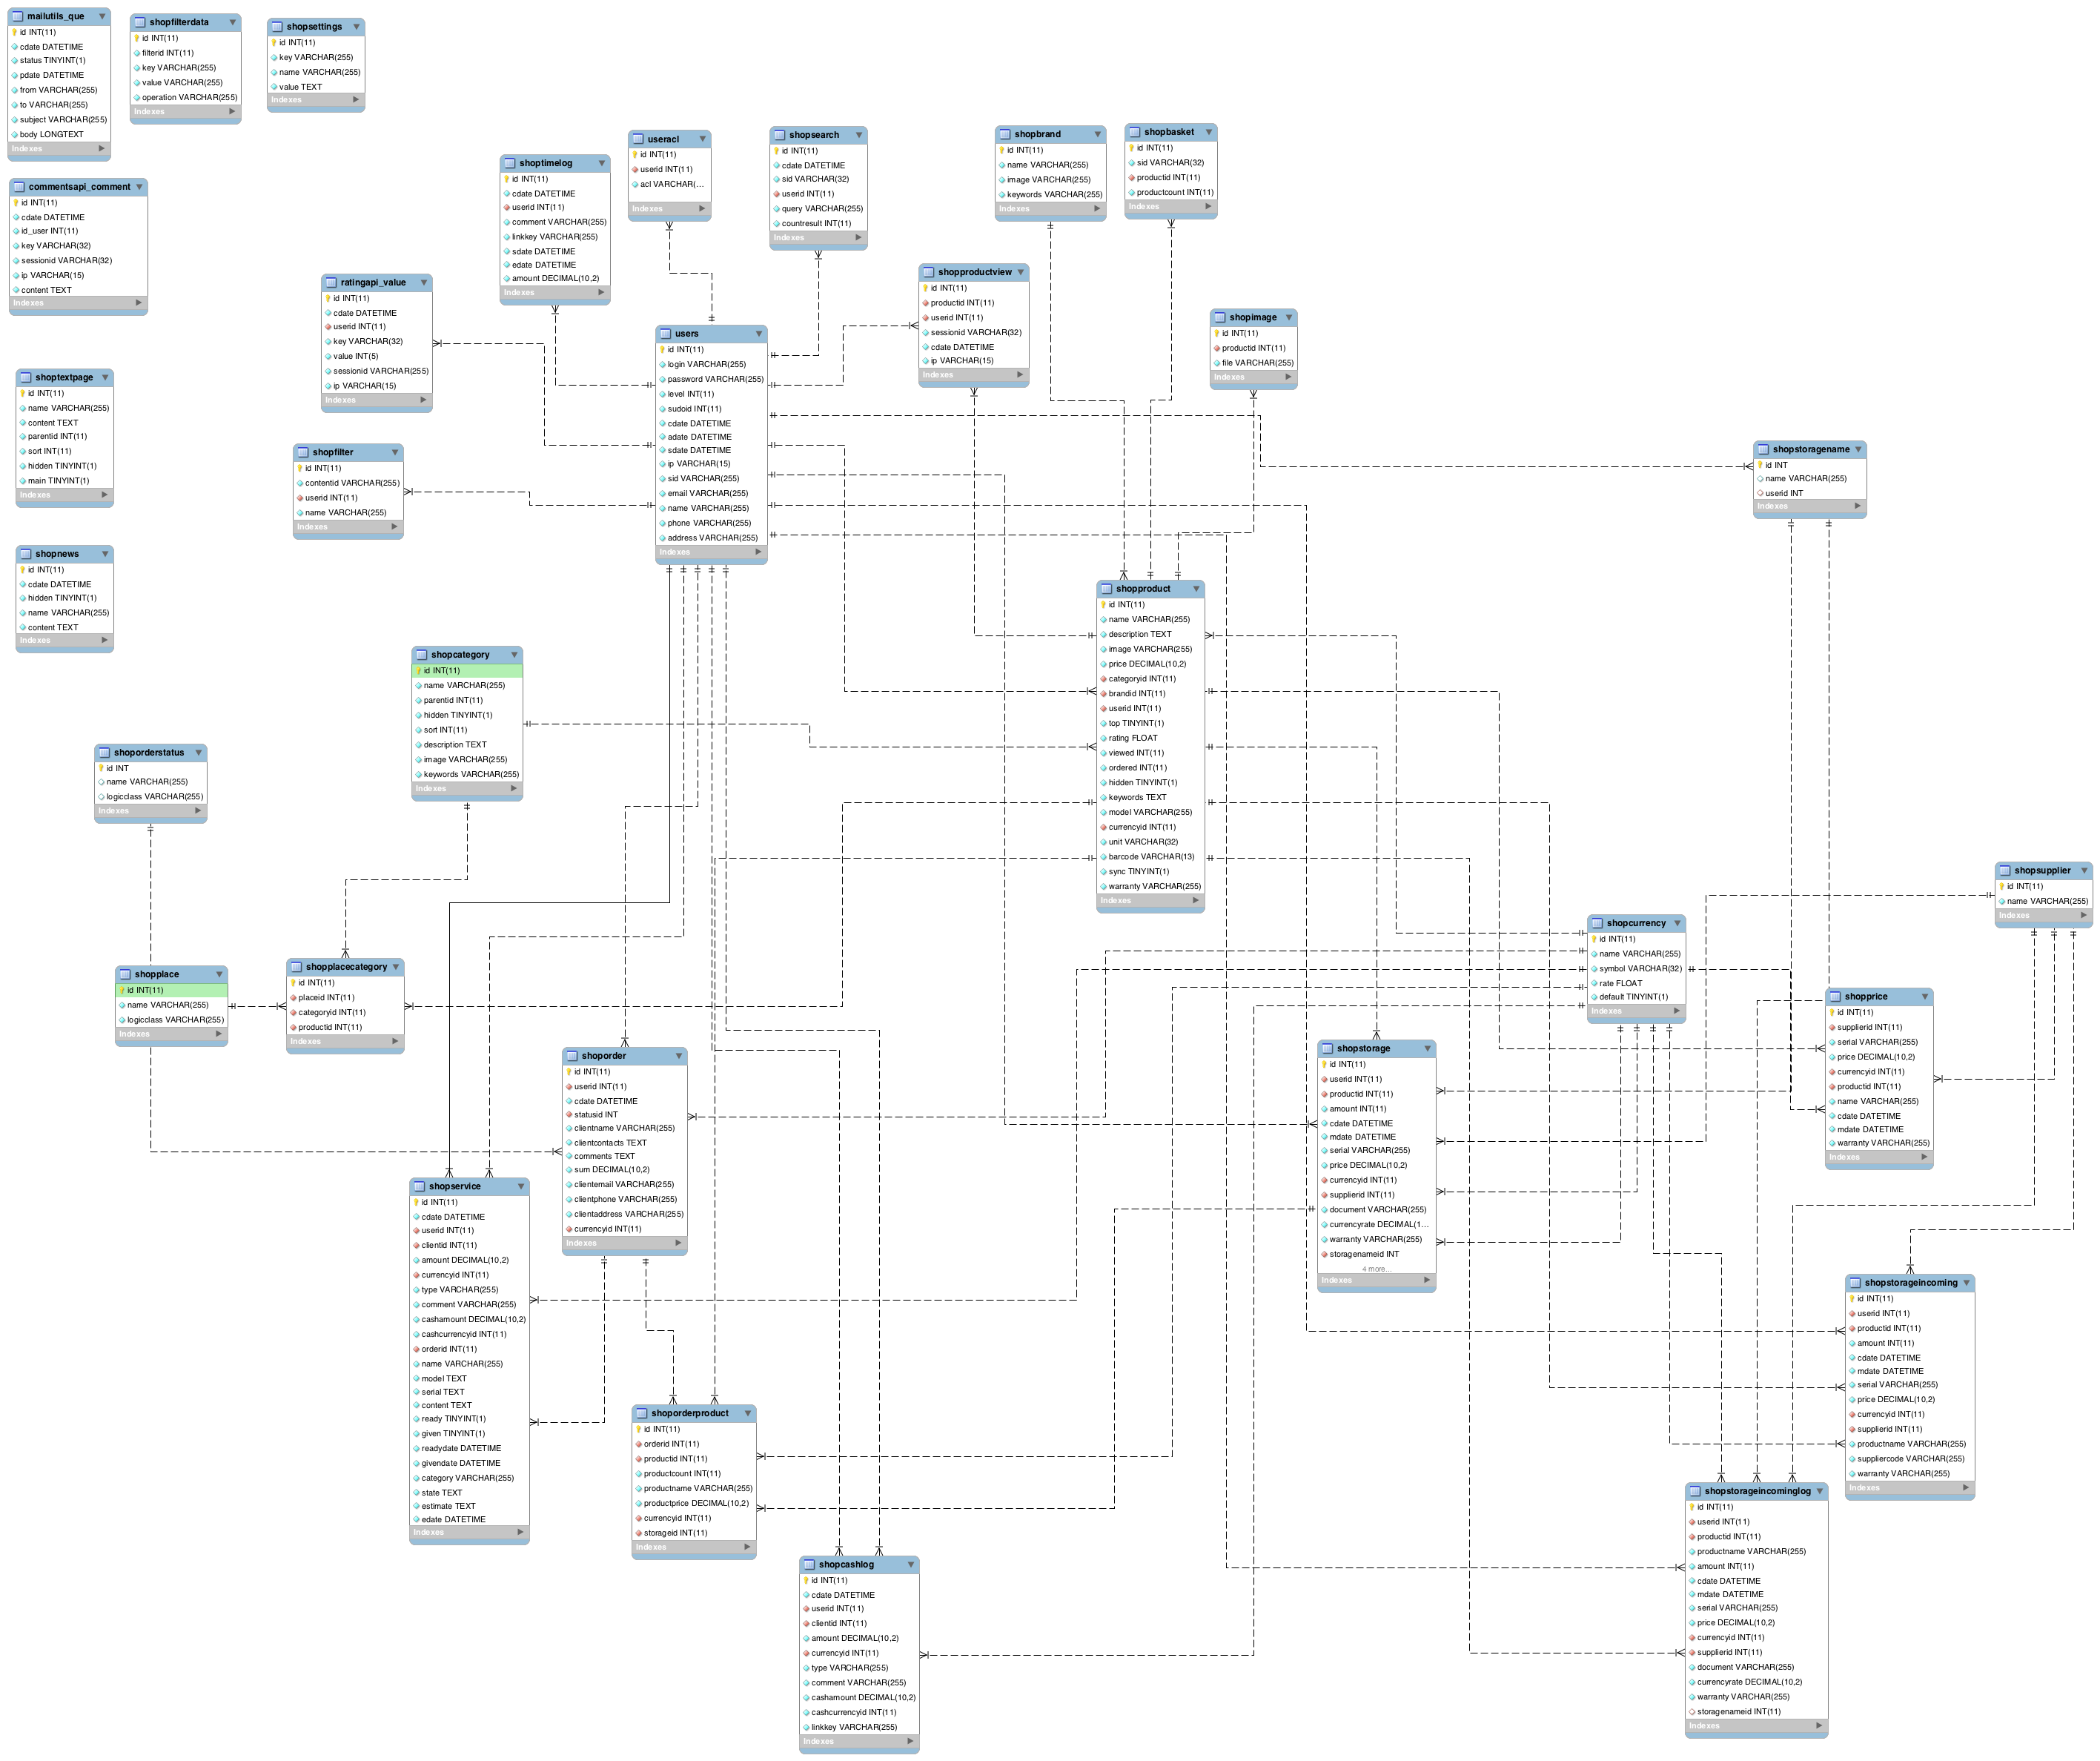 mailutils_que
id INT(11)
cdate DATETIME
status TINYINT(1)
pdate DATETIME
from VARCHAR(255)
to VARCHAR(255)
subject VARCHAR(255)
body LONGTEXT
Indexes
shopfilterdata
id INT(11)
filterid INT(11)
key VARCHAR(255)
value VARCHAR(255)
operation VARCHAR(255)
Indexes
shopsettings
id INT(11)
key VARCHAR(255)
name VARCHAR(255)
value TEXT
Indexes
commentsapi_comment
id INT(11)
cdate DATETIME
id_user INT(11)
key VARCHAR(32)
sessionid VARCHAR(32)
ip VARCHAR(15)
content TEXT
Indexes
shoptimelog
id INT(11)
cdate DATETIME
userid INT(11)
comment VARCHAR(255)
linkkey VARCHAR(255)
sdate DATETIME
edate DATETIME
amount DECIMAL(10,2)
Indexes
useracl
id INT(11)
userid INT(11)
acl VARCHAR(...
Indexes
shopsearch
id INT(11)
cdate DATETIME
sid VARCHAR(32)
userid INT(11)
query VARCHAR(255)
countresult INT(11)
Indexes
shopbrand
id INT(11)
name VARCHAR(255)
image VARCHAR(255)
keywords VARCHAR(255)
Indexes
shopbasket
id INT(11)
sid VARCHAR(32)
productid INT(11)
productcount INT(11)
Indexes
ratingapi_value
id INT(11)
cdate DATETIME
userid INT(11)
key VARCHAR(32)
value INT(5)
sessionid VARCHAR(255)
ip VARCHAR(15)
Indexes
shopproductview
id INT(11)
productid INT(11)
userid INT(11)
sessionid VARCHAR(32)
cdate DATETIME
ip VARCHAR(15)
Indexes
shopimage
id INT(11)
productid INT(11)
file VARCHAR(255)
Indexes
users
id INT(11)
login VARCHAR(255)
password VARCHAR(255)
level INT(11)
sudoid INT(11)
cdate DATETIME
adate DATETIME
sdate DATETIME
ip VARCHAR(15)
sid VARCHAR(255)
email VARCHAR(255)
name VARCHAR(255)
phone VARCHAR(255)
address VARCHAR(255)
Indexes
shoptextpage
id INT(11)
name VARCHAR(255)
content TEXT
parentid INT(11)
sort INT(11)
hidden TINYINT(1)
main TINYINT(1)
Indexes
shopfilter
id INT(11)
contentid VARCHAR(255)
userid INT(11)
name VARCHAR(255)
Indexes
shopstoragename
id INT
name VARCHAR(255)
userid INT
Indexes
shopnews
id INT(11)
cdate DATETIME
hidden TINYINT(1)
name VARCHAR(255)
content TEXT
Indexes
shopproduct
id INT(11)
name VARCHAR(255)
description TEXT
image VARCHAR(255)
price DECIMAL(10,2)
categoryid INT(11)
brandid INT(11)
userid INT(11)
top TINYINT(1)
rating FLOAT
viewed INT(11)
ordered INT(11)
hidden TINYINT(1)
keywords TEXT
model VARCHAR(255)
currencyid INT(11)
unit VARCHAR(32)
barcode VARCHAR(13)
sync TINYINT(1)
warranty VARCHAR(255)
Indexes
shopcategory
id INT(11)
name VARCHAR(255)
parentid INT(11)
hidden TINYINT(1)
sort INT(11)
description TEXT
image VARCHAR(255)
keywords VARCHAR(255)
Indexes
shoporderstatus
id INT
name VARCHAR(255)
logicclass VARCHAR(255)
Indexes
shopsupplier
id INT(11)
name VARCHAR(255)
Indexes
shopcurrency
id INT(11)
name VARCHAR(255)
symbol VARCHAR(32)
rate FLOAT
default TINYINT(1)
Indexes
shopplace
id INT(11)
name VARCHAR(255)
logicclass VARCHAR(255)
Indexes
shopplacecategory
id INT(11)
placeid INT(11)
categoryid INT(11)
productid INT(11)
Indexes
shopprice
id INT(11)
supplierid INT(11)
serial VARCHAR(255)
price DECIMAL(10,2)
currencyid INT(11)
productid INT(11)
name VARCHAR(255)
cdate DATETIME
mdate DATETIME
warranty VARCHAR(255)
Indexes
shoporder
id INT(11)
userid INT(11)
cdate DATETIME
statusid INT
clientname VARCHAR(255)
clientcontacts TEXT
comments TEXT
sum DECIMAL(10,2)
clientemail VARCHAR(255)
clientphone VARCHAR(255)
clientaddress VARCHAR(255)
currencyid INT(11)
Indexes
shopstorage
id INT(11)
userid INT(11)
productid INT(11)
amount INT(11)
cdate DATETIME
mdate DATETIME
serial VARCHAR(255)
price DECIMAL(10,2)
currencyid INT(11)
supplierid INT(11)
document VARCHAR(255)
currencyrate DECIMAL(1...
warranty VARCHAR(255)
storagenameid INT
4 more...
Indexes
shopservice
id INT(11)
cdate DATETIME
userid INT(11)
clientid INT(11)
amount DECIMAL(10,2)
currencyid INT(11)
type VARCHAR(255)
comment VARCHAR(255)
cashamount DECIMAL(10,2)
cashcurrencyid INT(11)
orderid INT(11)
name VARCHAR(255)
model TEXT
serial TEXT
content TEXT
ready TINYINT(1)
given TINYINT(1)
readydate DATETIME
givendate DATETIME
category VARCHAR(255)
state TEXT
estimate TEXT
edate DATETIME
Indexes
shopstorageincoming
id INT(11)
userid INT(11)
productid INT(11)
amount INT(11)
cdate DATETIME
mdate DATETIME
serial VARCHAR(255)
price DECIMAL(10,2)
currencyid INT(11)
supplierid INT(11)
productname VARCHAR(255)
suppliercode VARCHAR(255)
warranty VARCHAR(255)
Indexes
shoporderproduct
id INT(11)
orderid INT(11)
productid INT(11)
productcount INT(11)
productname VARCHAR(255)
productprice DECIMAL(10,2)
currencyid INT(11)
storageid INT(11)
Indexes
shopstorageincominglog
id INT(11)
userid INT(11)
productid INT(11)
productname VARCHAR(255)
amount INT(11)
cdate DATETIME
mdate DATETIME
serial VARCHAR(255)
price DECIMAL(10,2)
currencyid INT(11)
supplierid INT(11)
document VARCHAR(255)
currencyrate DECIMAL(10,2)
warranty VARCHAR(255)
storagenameid INT(11)
Indexes
shopcashlog
id INT(11)
cdate DATETIME
userid INT(11)
clientid INT(11)
amount DECIMAL(10,2)
currencyid INT(11)
type VARCHAR(255)
comment VARCHAR(255)
cashamount DECIMAL(10,2)
cashcurrencyid INT(11)
linkkey VARCHAR(255)
Indexes